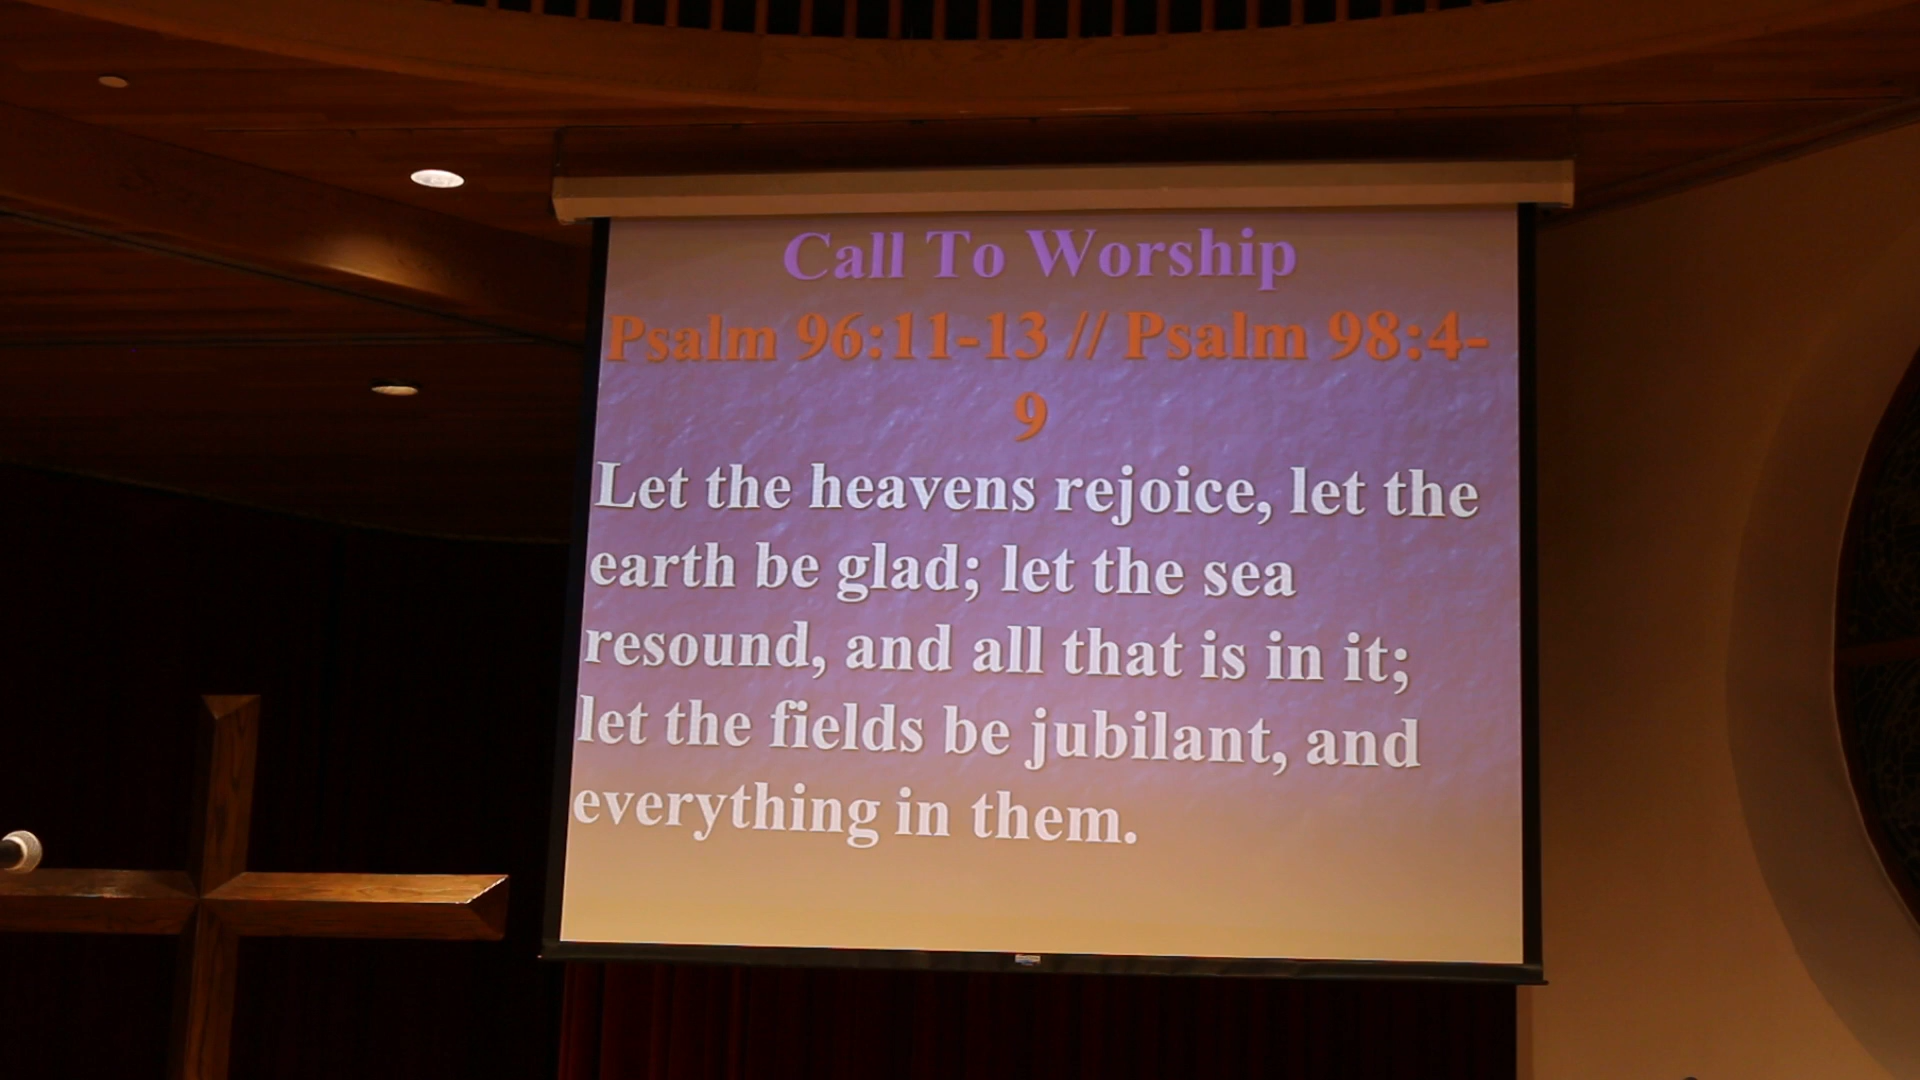 Call To Worship
Psalm 96:11-13 // Psalm 98:4-
9
Let the heavens rejoice, let the
earth be glad; let the sea
resound, and all that is in it;
let the fields be jubilant, and
everything in them.